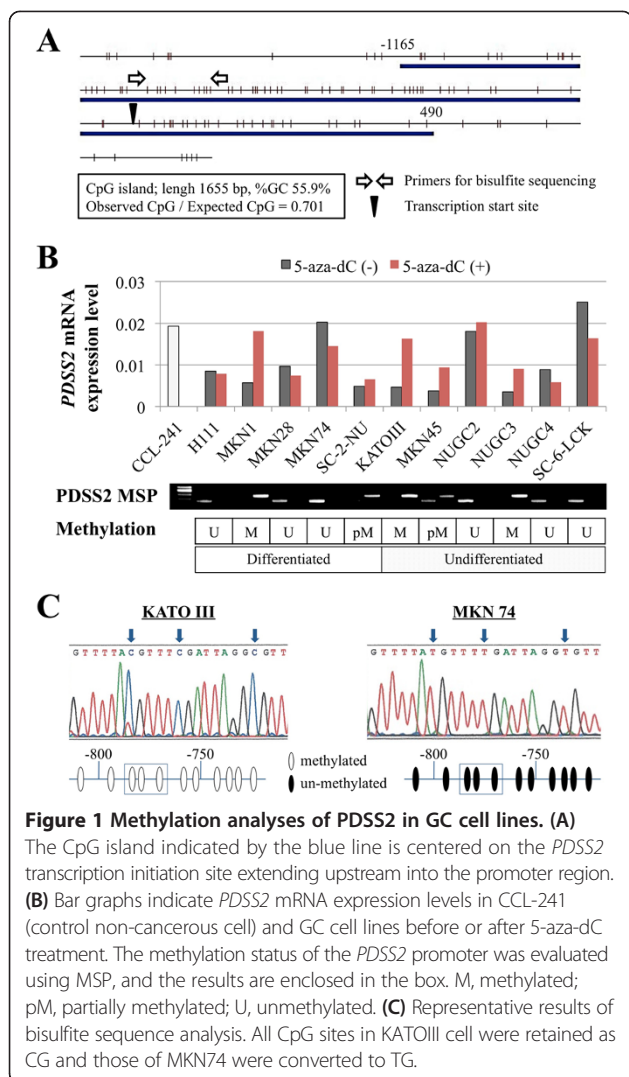 A
-1165
490
CpG island; lengh 1655 bp, %GC 55.9%
Observed CpG / Expected CpG = 0.701
Primers for bisulfite sequencing
Transcription start site
B
5-aza-dC (-) 5-aza-dC (+)
PDSS2 mRNA
expression level
0.03
0.02
0.01
0
CCL-241
H111
MKN1
MKN28
MKN74
SC-2-NU
KATOIII
MKN45
NUGC2
NUGC3
NUGC4
SC-6-LCK
PDSS2 MSP
Methylation U M U U pM M pM U M U U
Differentiated Undifferentiated
C
KATO III MKN 74
GTTTTACGTTTCGATTAGGCGTT GTTTTATGTTTTGATTAGGTGTT
-800 -750 -800 -750
methylated
un-methylated
Figure 1 Methylation analyses of PDSS2 in GC cell lines. (A)
The CpG island indicated by the blue line is centered on the PDSS2
transcription initiation site extending upstream into the promoter region.
(B) Bar graphs indicate PDSS2 mRNA expression levels in CCL-241
(control non-cancerous cell) and GC cell lines before or after 5-aza-dC
treatment. The methylation status of the PDSS2 promoter was evaluated
using MSP, and the results are enclosed in the box. M, methylated;
pM, partially methylated; U, unmethylated. (C) Representative results of
bisulfite sequence analysis. All CpG sites in KATOIII cell were retained as
CG and those of MKN74 were converted to TG.